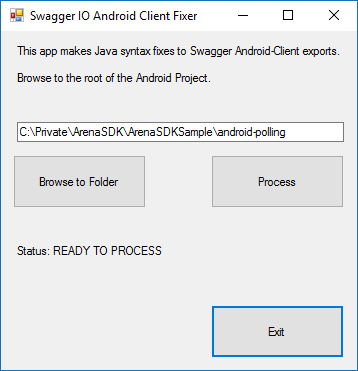 Swagger IO Android Client Fixer
This app makes Java syntax fixes to Swagger Android-Client exports.
Browse to the root of the Android Project.
C:\Private\ArenaSDK\ArenaSDKSample\android-polling
Browse to Folder
Process
Status: READY TO PROCESS
Exit